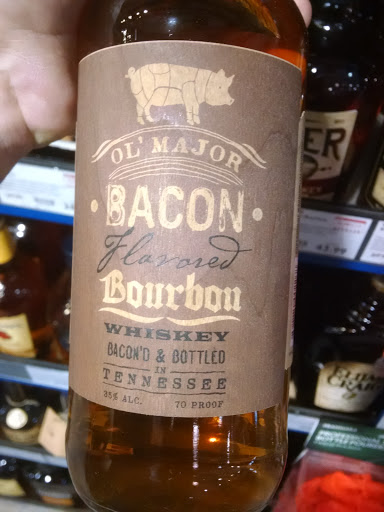 OL' MAJOR
BACON
Flavored
Bourbon
WHISKEY
BACON'D & BOTTLED
IN
TENNESSEE
35% ALC. 70 PROOF